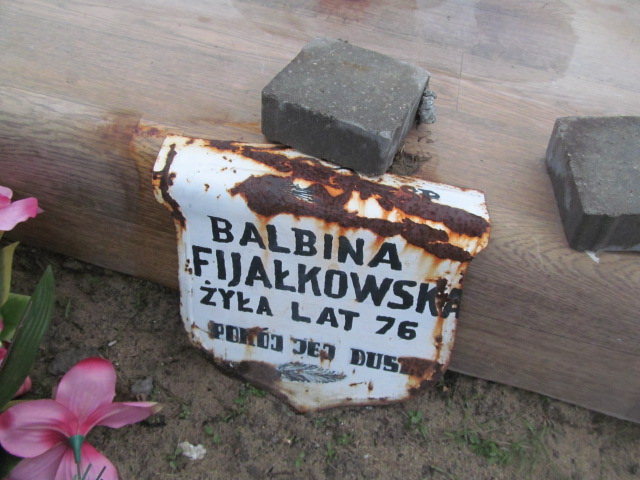 BALBINA
FIJAŁKOWSKA
ŻYŁA LAT 76
POKÓJ JEJ